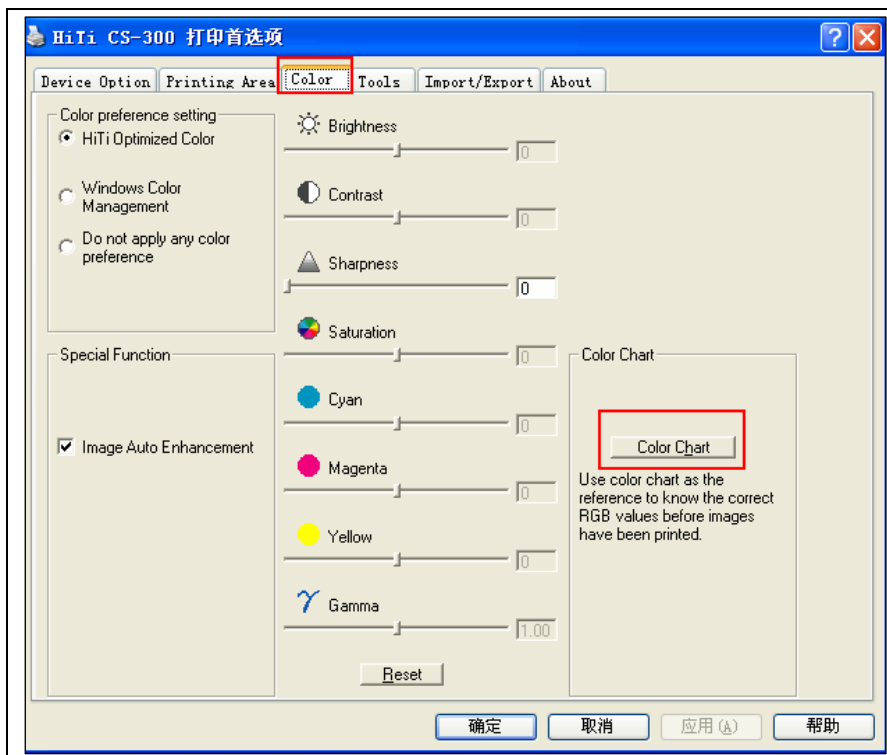 HiTi CS-300 打印首选项
Device Option Printing Area Color Tools Import/Export About
Color preference setting
HiTi Optimized Color
Windows Color
Management
Do not apply any color
preference
Special Function
Image Auto Enhancement
Brightness
0
Contrast
0
Sharpness
0
Saturation
0
Cyan
0
Magenta
0
Yellow
0
Gamma
1.00
Reset
Color Chart
Color Chart
Use color chart as the
reference to know the correct
RGB values before images
have been printed.
确定 取消 应用(A) 帮助